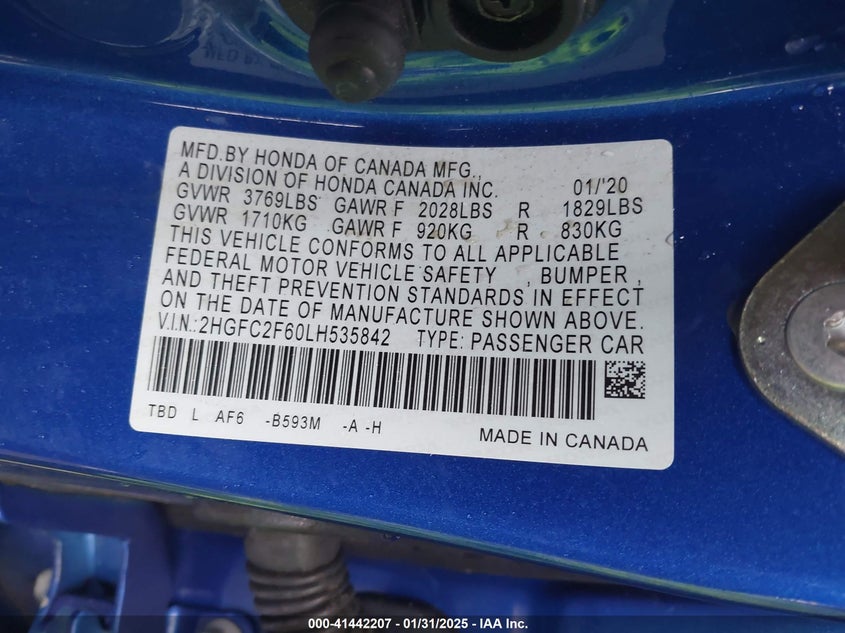 MFD.BY HONDA OF CANADA MFG.,
A DIVISION OF HONDA CANADA INC. 01/'20
GVWR 3769LBS GAWR F 2028LBS R 1829LBS
GVWR 1710KG GAWR F 920KG R 830KG
THIS VEHICLE CONFORMS TO ALL APPLICABLE
FEDERAL MOTOR VEHICLE SAFETY , BUMPER ,
AND THEFT PREVENTION STANDARDS IN EFFECT
ON THE DATE OF MANUFACTURE SHOWN ABOVE.
V.I.N.:2HGFC2F60LH535842 TYPE: PASSENGER CAR
TBD L AF6 -B593M -A -H
MADE IN CANADA
000-41442207 - 01/31/2025 - IAA Inc.